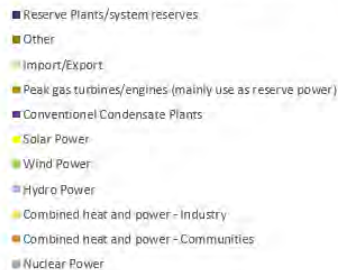 Reserve Plants/system reserves
Other
Import/Export
Peak gas turbines/engines (mainly use as reserve power)
Conventionel Condensate Plants
Solar Power
Wind Power
Hydro Power
Combined heat and power - Industry
Combined heat and power - Communities
Nuclear Power